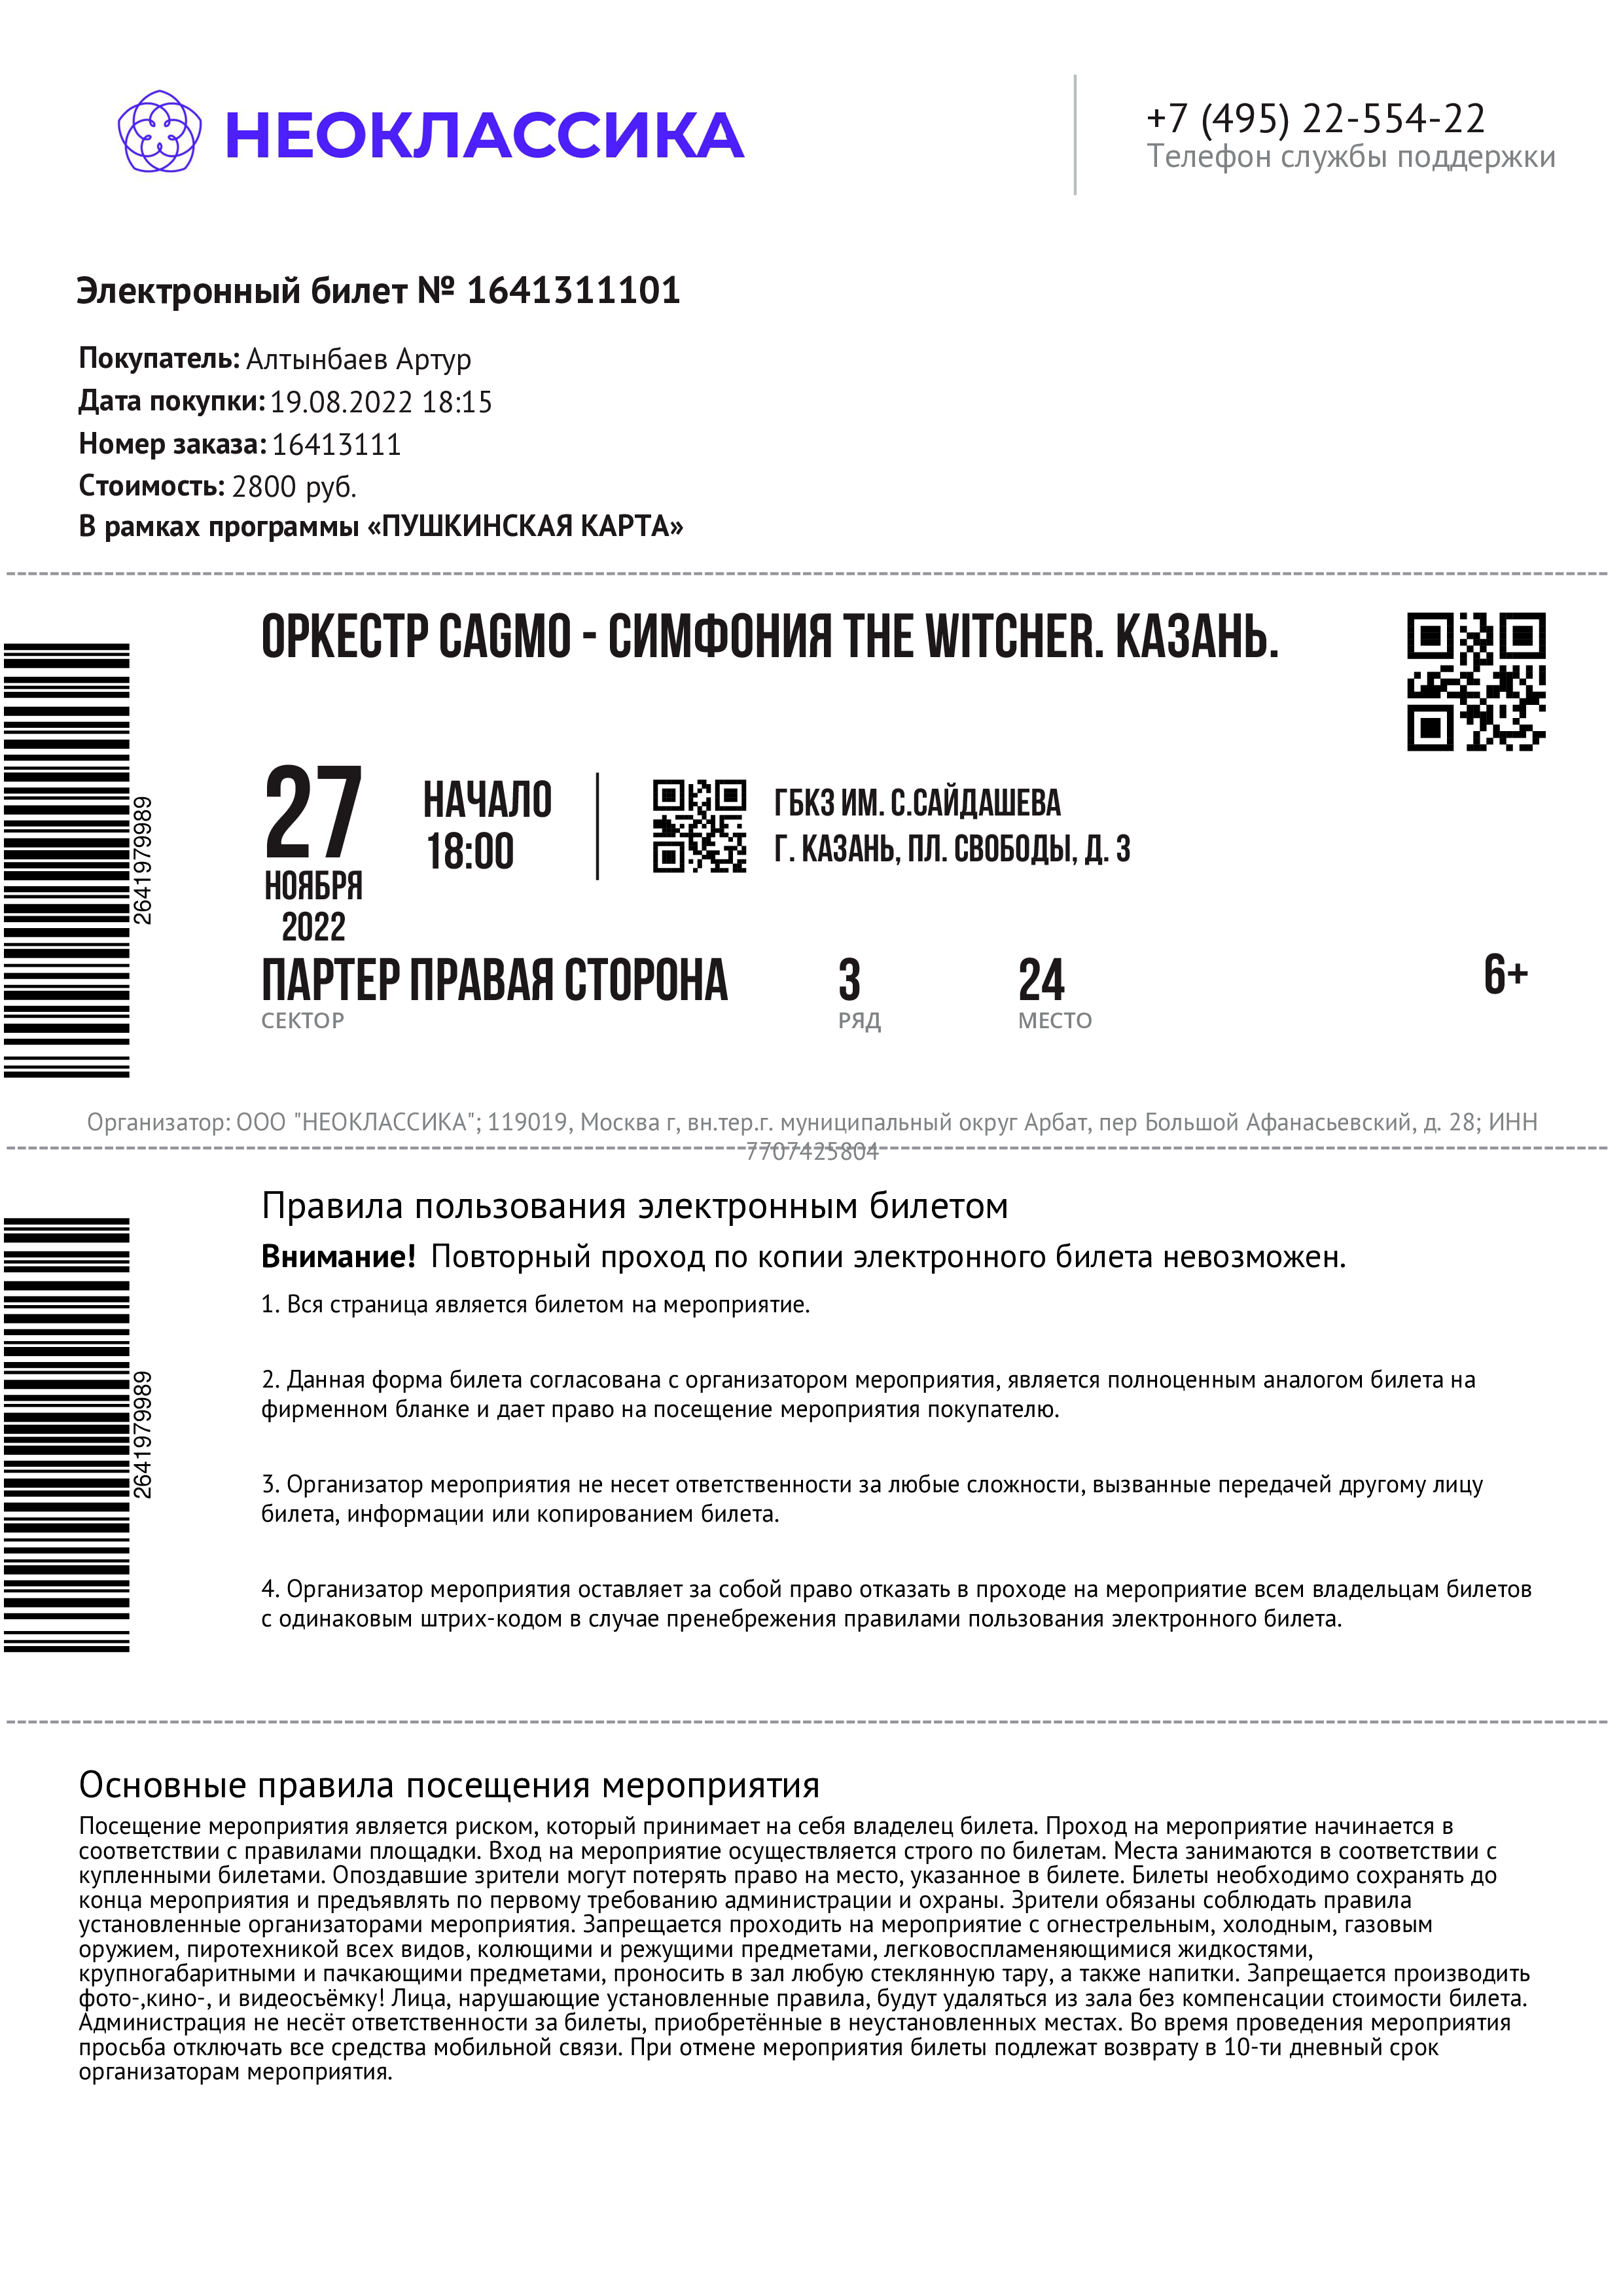 НЕОКЛАССИКА
+7 (495) 22-554-22
Телефон службы поддержки
Электронный билет № 1641311101
Покупатель: Алтынбаев Артур
Дата покупки: 19.08.2022 18:15
Номер заказа: 16413111
Стоимость: 2800 руб.
В рамках программы «ПУШКИНСКАЯ КАРТА»
ОРКЕСТР CAGMO - СИМФОНИЯ THE WITCHER. КАЗАНЬ.
2641979989
27
НОЯБРЯ
2022
НАЧАЛО
18:00
ГБКЗ ИМ. С.САЙДАШЕВА
Г. КАЗАНЬ, ПЛ. СВОБОДЫ, Д. 3
ПАРТЕР ПРАВАЯ СТОРОНА 3 24 6+
СЕКТОР РЯД МЕСТО
Организатор: ООО "НЕОКЛАССИКА"; 119019, Москва г, вн.тер.г. муниципальный округ Арбат, пер Большой Афанасьевский, д. 28; ИНН
7707425804
2641979989
Правила пользования электронным билетом
Внимание! Повторный проход по копии электронного билета невозможен.
1. Вся страница является билетом на мероприятие.
2. Данная форма билета согласована с организатором мероприятия, является полноценным аналогом билета на
фирменном бланке и дает право на посещение мероприятия покупателю.
3. Организатор мероприятия не несет ответственности за любые сложности, вызванные передачей другому лицу
билета, информации или копированием билета.
4. Организатор мероприятия оставляет за собой право отказать в проходе на мероприятие всем владельцам билетов
с одинаковым штрих-кодом в случае пренебрежения правилами пользования электронного билета.
Основные правила посещения мероприятия
Посещение мероприятия является риском, который принимает на себя владелец билета. Проход на мероприятие начинается в
соответствии с правилами площадки. Вход на мероприятие осуществляется строго по билетам. Места занимаются в соответствии с
купленными билетами. Опоздавшие зрители могут потерять право на место, указанное в билете. Билеты необходимо сохранять до
конца мероприятия и предъявлять по первому требованию администрации и охраны. Зрители обязаны соблюдать правила
установленные организаторами мероприятия. Запрещается проходить на мероприятие с огнестрельным, холодным, газовым
оружием, пиротехникой всех видов, колющими и режущими предметами, легковоспламеняющимися жидкостями,
крупногабаритными и пачкающими предметами, проносить в зал любую стеклянную тару, а также напитки. Запрещается производить
фото-,кино-, и видеосъёмку! Лица, нарушающие установленные правила, будут удаляться из зала без компенсации стоимости билета.
Администрация не несёт ответственности за билеты, приобретённые в неустановленных местах. Во время проведения мероприятия
просьба отключать все средства мобильной связи. При отмене мероприятия билеты подлежат возврату в 10-ти дневный срок
организаторам мероприятия.